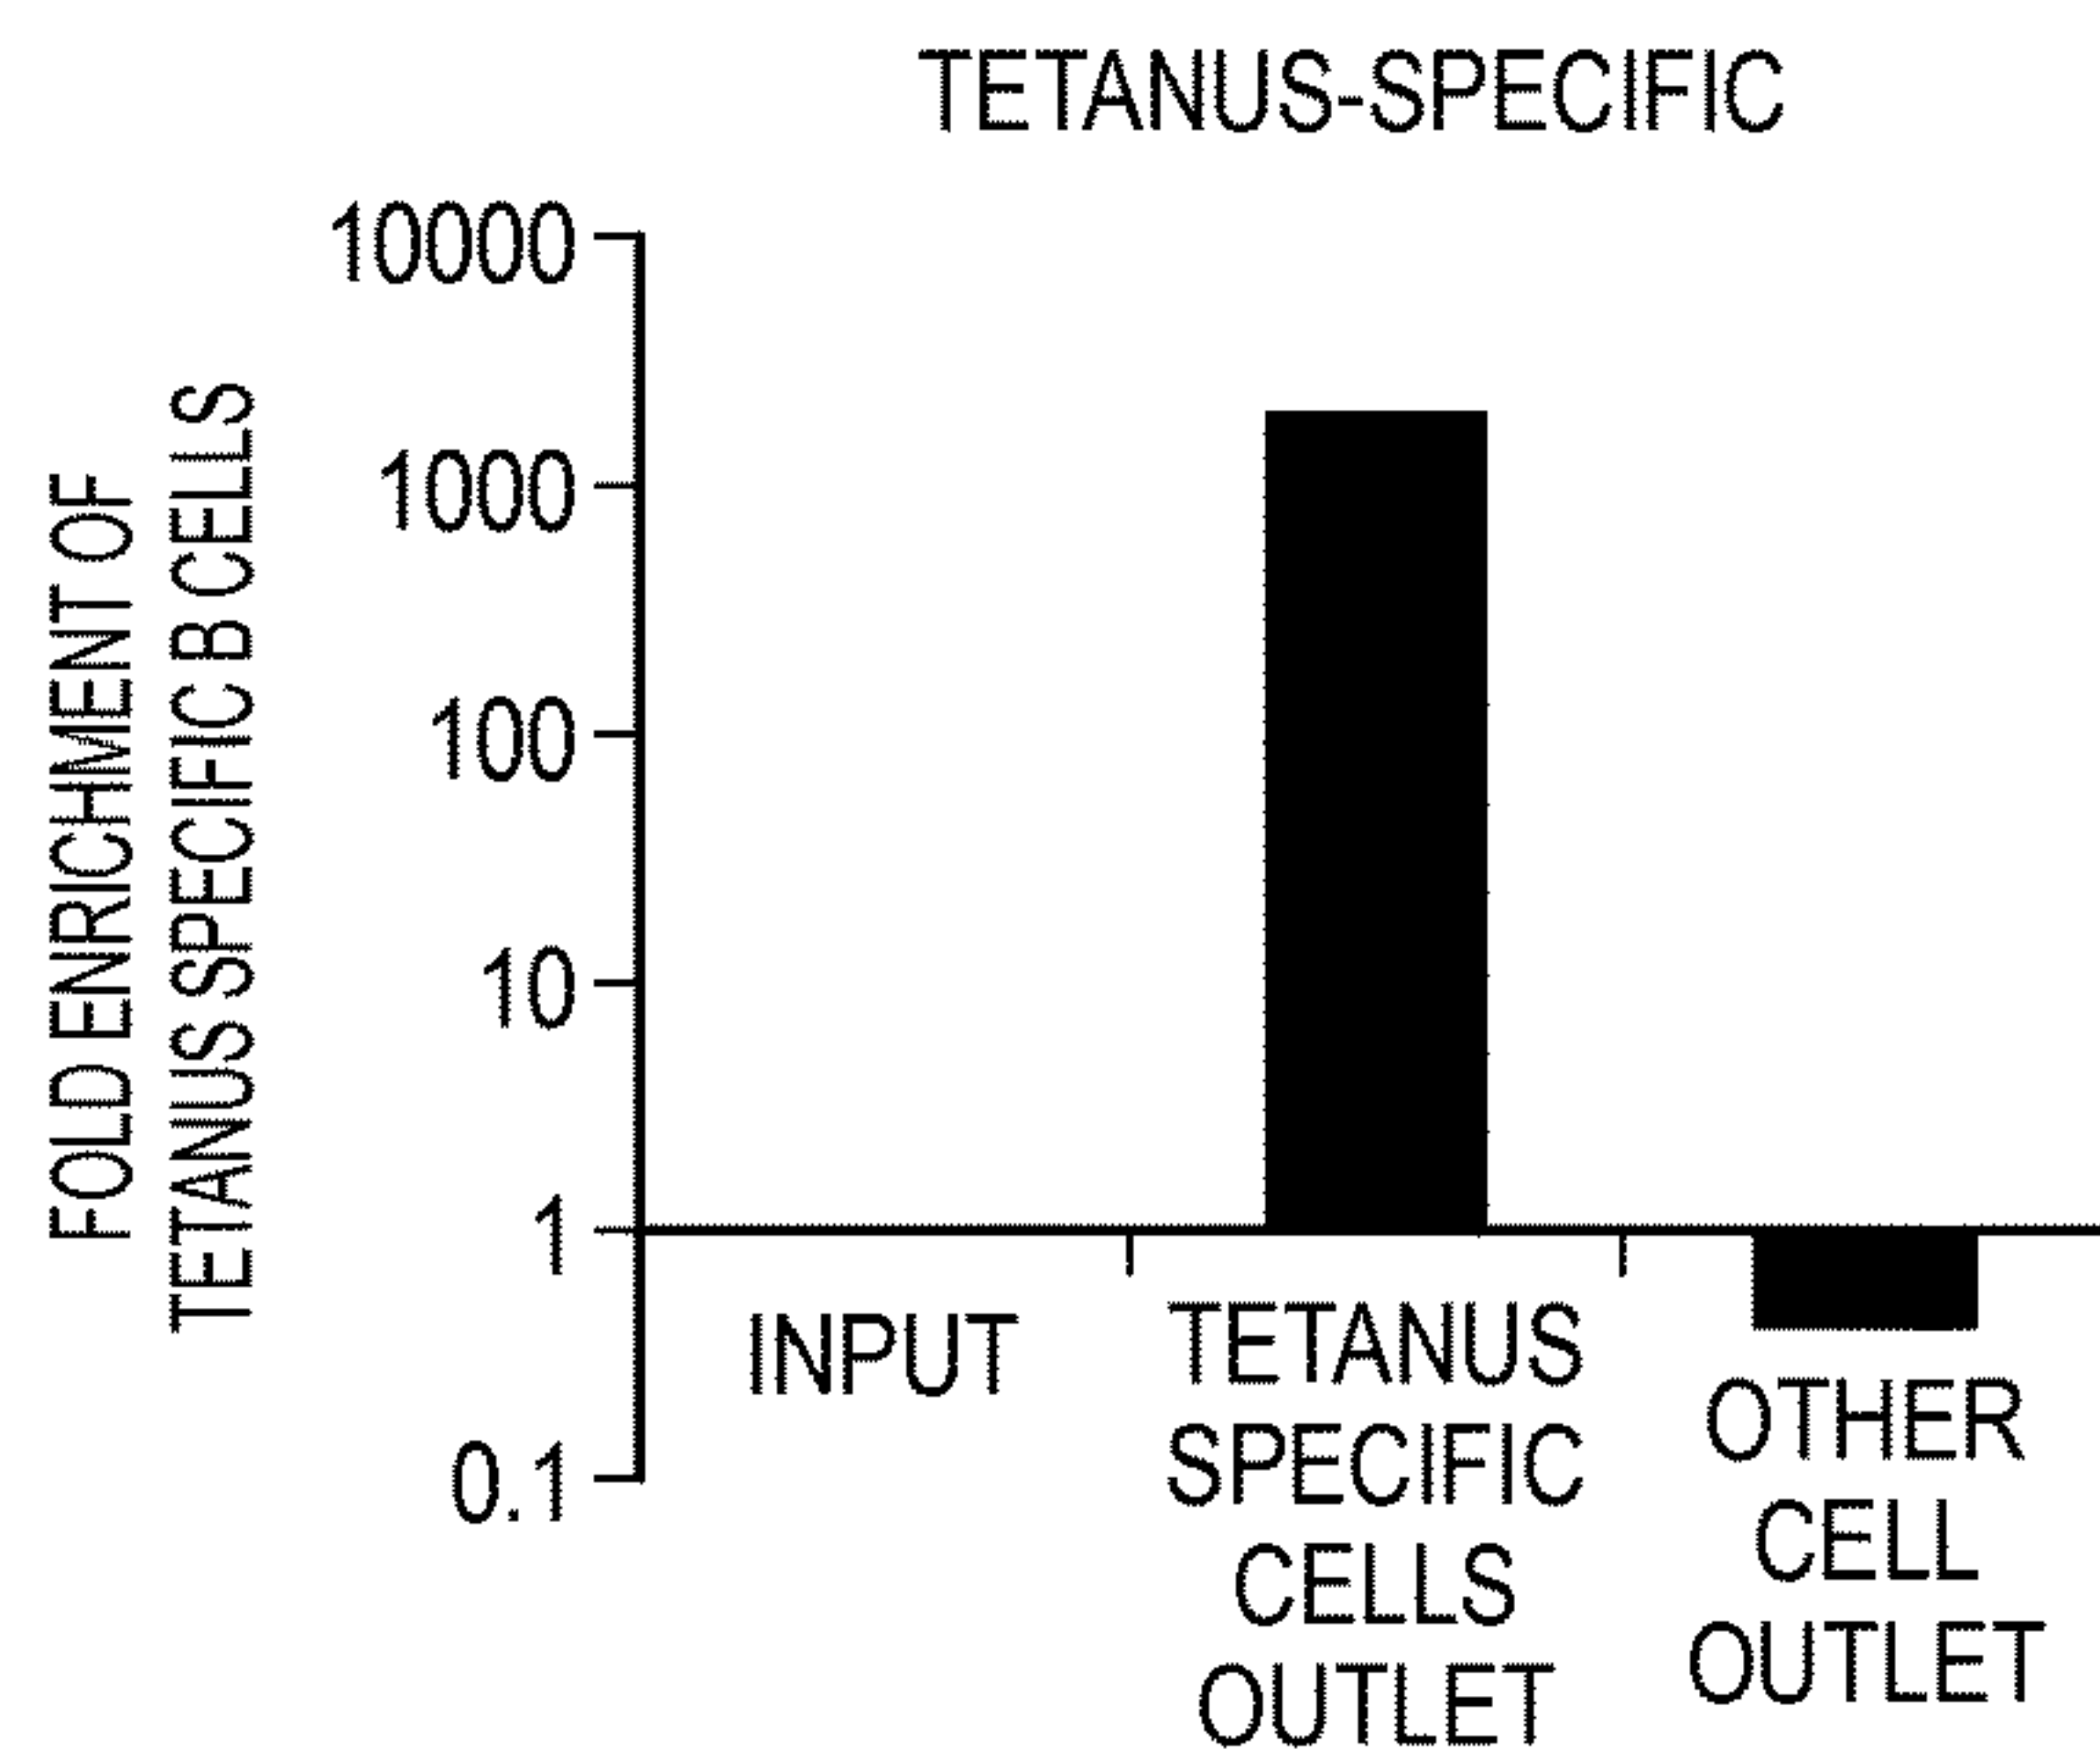 TETANUS-SPECIFIC
FOLD ENRICHMENT OF
TETANUS SPECIFIC B CELLS
10000
1000
100
10
1
0.1
INPUT
TETANUS
SPECIFIC
CELLS
OUTLET
OTHER
CELL
OUTLET